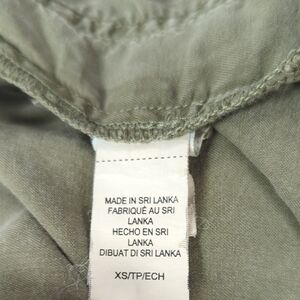 MADE IN SRI LANKA
FABRIQUÉ AU SRI
LANKA
HECHO EN SRI
LANKA
DIBUAT DI SRI LANKA
XS/TP/ECH